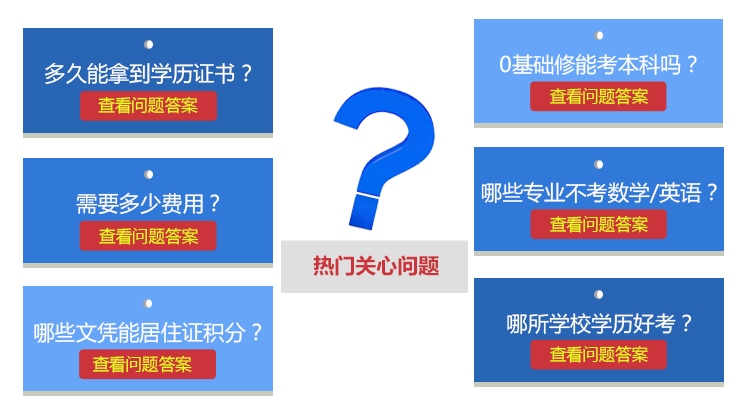 多久能拿到学历证书？
查看问题答案
需要多少费用？
查看问题答案
哪些文凭能居住证积分？
查看问题答案
热门关心问题
0基础修能考本科吗？
查看问题答案
哪些专业不考数学/英语？
查看问题答案
哪所学校学历好考？
查看问题答案